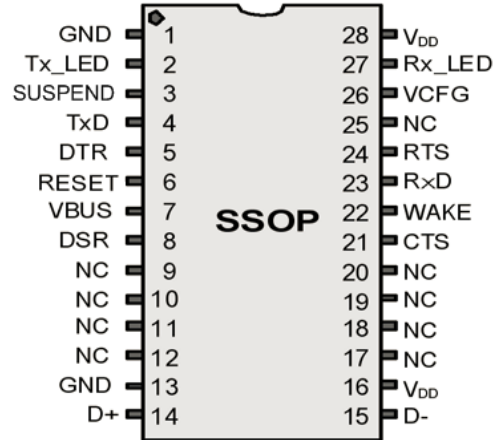 GND 1 28 VDD
Tx_LED 2 27 Rx_LED
SUSPEND 3 26 VCFG
TxD 4 25 NC
DTR 5 24 RTS
RESET 6 23 RxD
VBUS 7 22 WAKE
SSOP
DSR 8 21 CTS
NC 9 20 NC
NC 10 19 NC
NC 11 18 NC
NC 12 17 NC
GND 13 16 VDD
D+ 14 15 D-